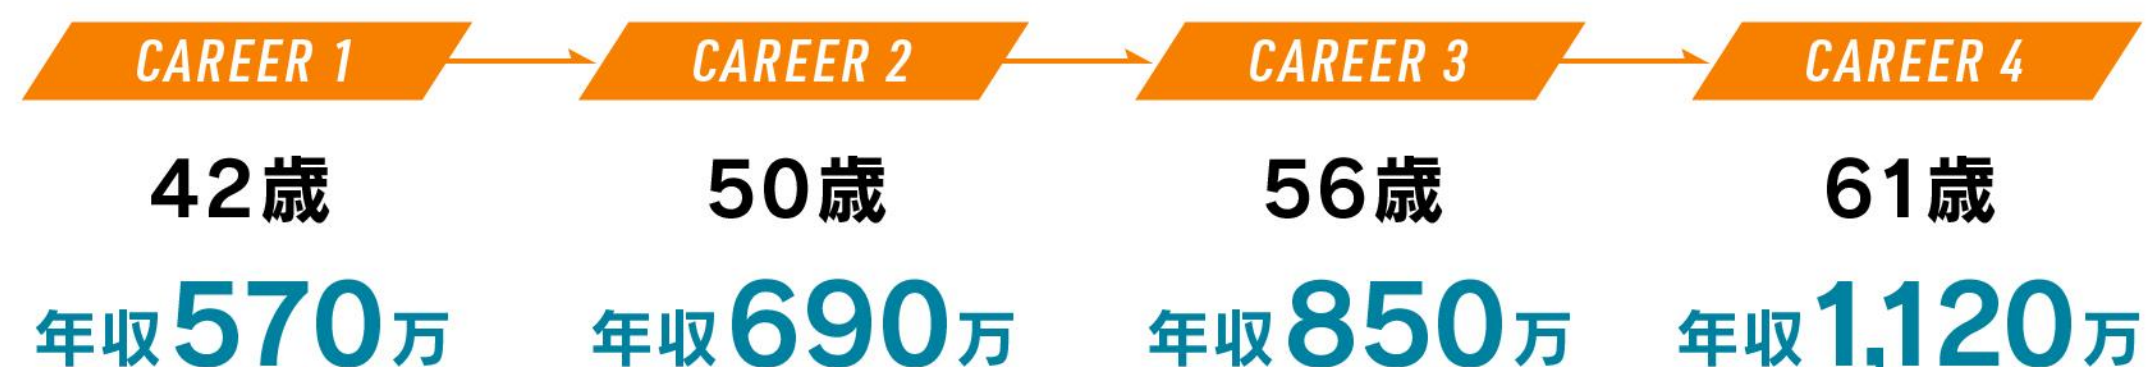 CAREER 1 CAREER 2 CAREER 3 CAREER 4
42歳 50歳 56歳 61歳
年収570万 年収690万 年収850万 年収1,120万